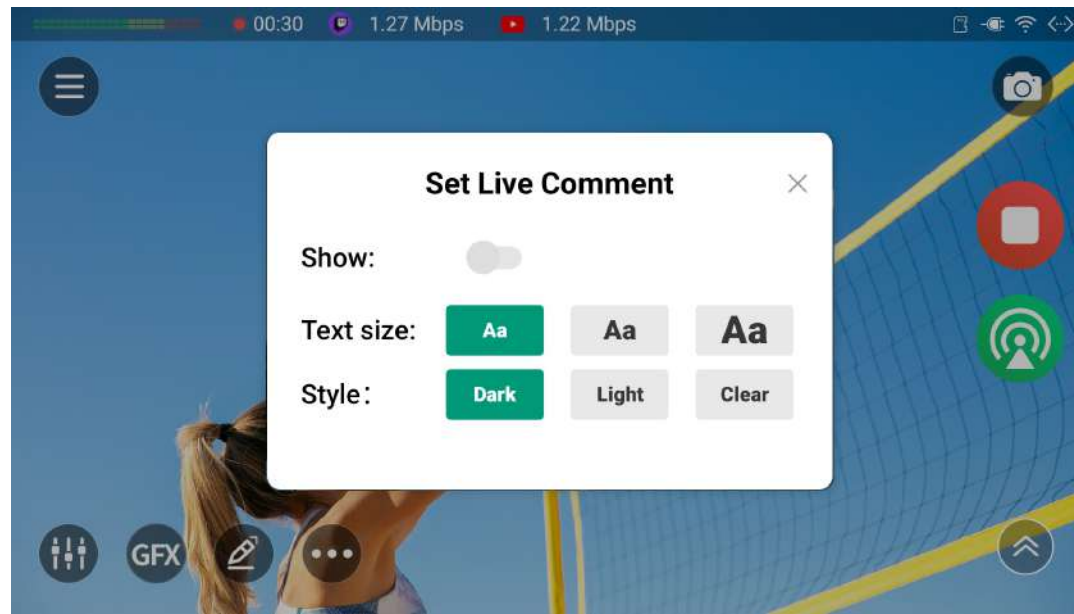 00:30 1.27 Mbps 1.22 Mbps
Set Live Comment
Show:
Text size: Aa Aa Aa
Style: Dark Light Clear
GFX